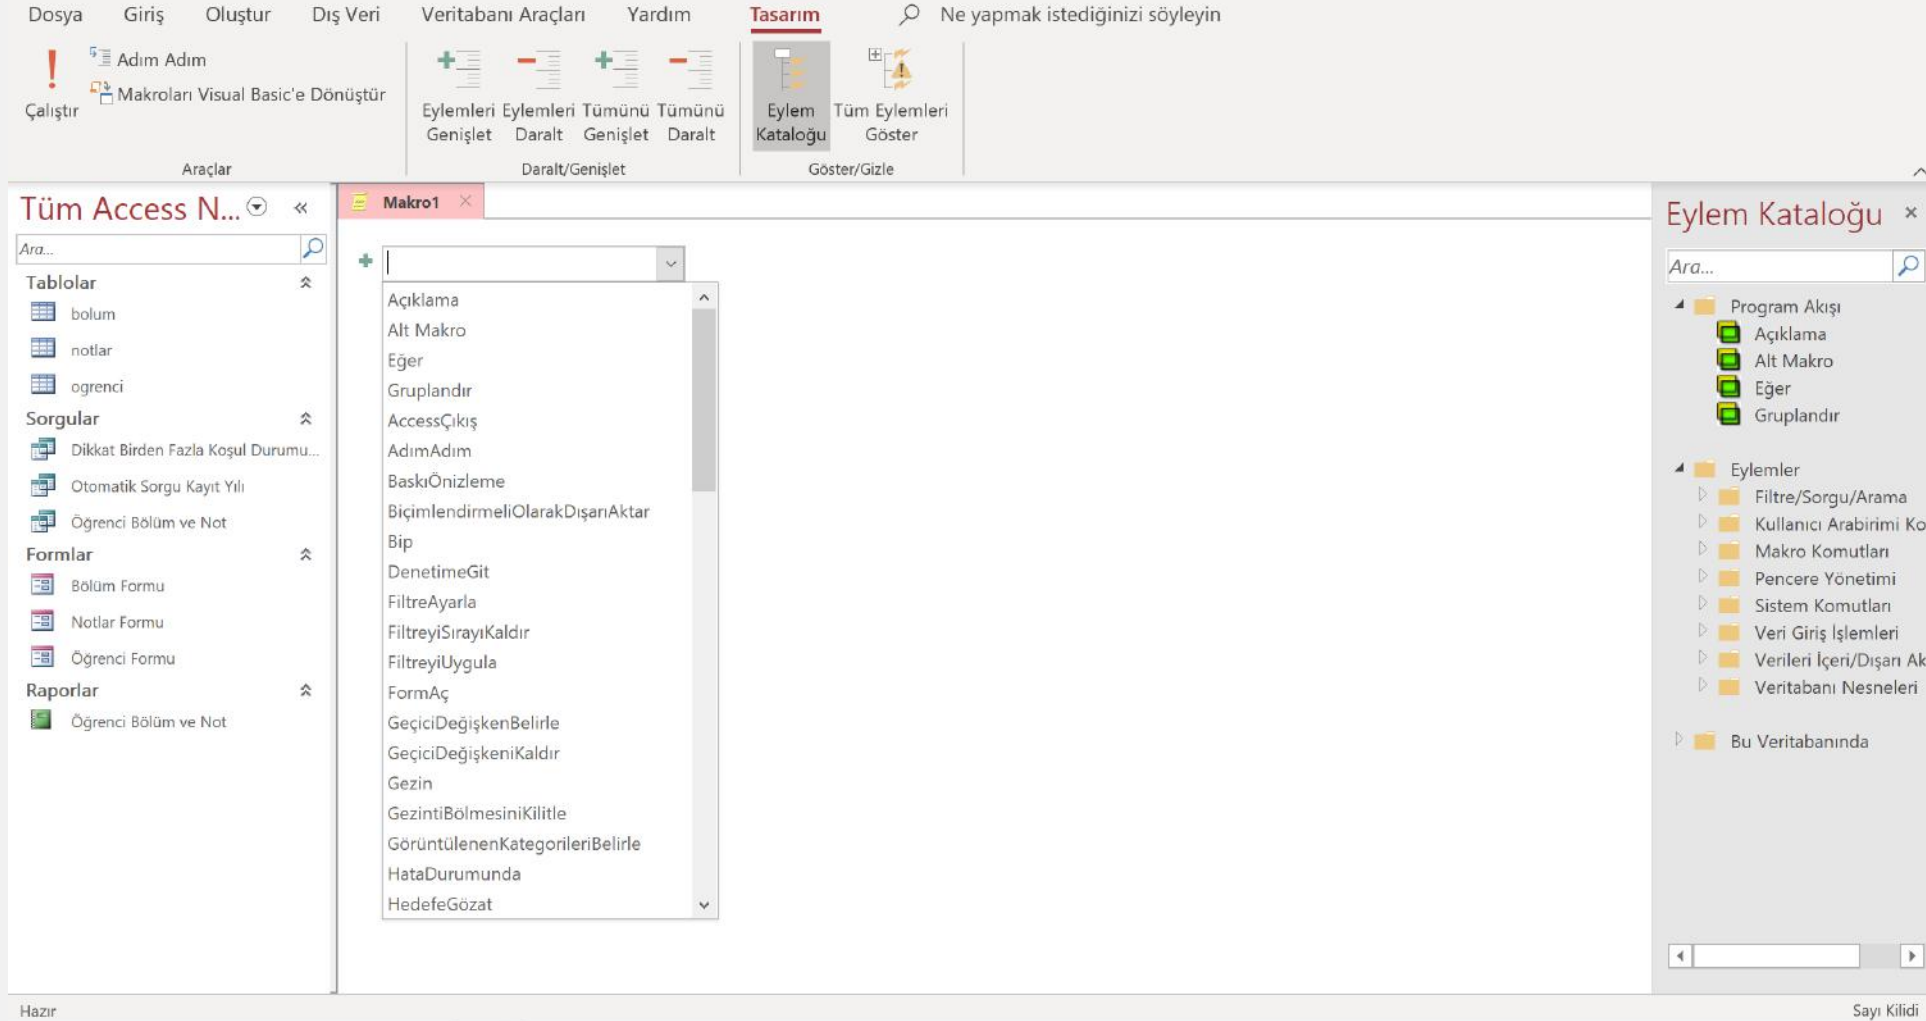 Dosya Giriş Oluştur Dış Veri Veritabanı Araçları Yardım Tasarım Ne yapmak istediğinizi söyleyin
Çalıştır
Adım Adım
Makroları Visual Basic'e Dönüştür
Araçlar
Eylemleri Genişlet
Eylemleri Daralt
Tümünü Genişlet
Tümünü Daralt
Daralt/Genişlet
Eylem Kataloğu
Tüm Eylemleri Göster
Göster/Gizle
Tüm Access N...
Ara...
Tablolar
bolum
notlar
ogrenci
Sorgular
Dikkat Birden Fazla Koşul Durumu...
Otomatik Sorgu Kayıt Yılı
Öğrenci Bölüm ve Not
Formlar
Bölüm Formu
Notlar Formu
Öğrenci Formu
Raporlar
Öğrenci Bölüm ve Not
Makro1
Açıklama
Alt Makro
Eğer
Gruplandır
AccessÇıkış
AdımAdım
BaskıÖnizleme
BiçimlendirmeliOlarakDışarıAktar
Bip
DenetimeGit
FiltreAyarla
FiltreyiSırayıKaldır
FiltreyiUygula
FormAç
GeçiciDeğişkenBelirle
GeçiciDeğişkeniKaldır
Gezin
GezintiBölmesiniKilitle
GörüntülenenKategorileriBelirle
HataDurumunda
HedefeGözat
Eylem Kataloğu
Ara...
Program Akışı
Açıklama
Alt Makro
Eğer
Gruplandır
Eylemler
Filtre/Sorgu/Arama
Kullanıcı Arabirimi Ko
Makro Komutları
Pencere Yönetimi
Sistem Komutları
Veri Giriş İşlemleri
Verileri İçeri/Dışarı Ak
Veritabanı Nesneleri
Bu Veritabanında
Hazır
Sayı Kilidi